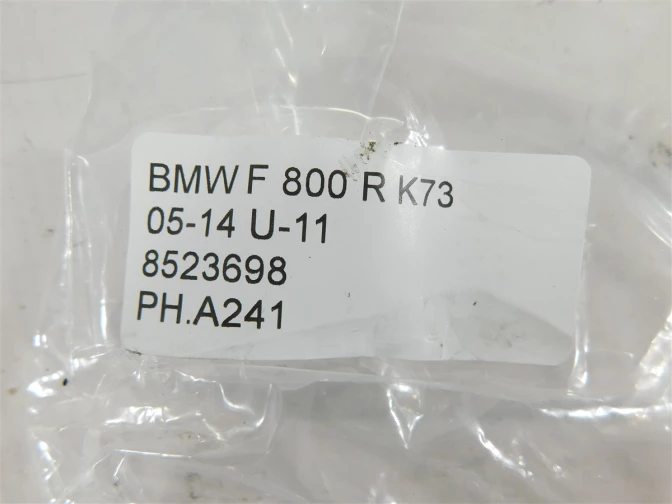 BMW F 800 R K73
05-14 U-11
8523698
PH.A241